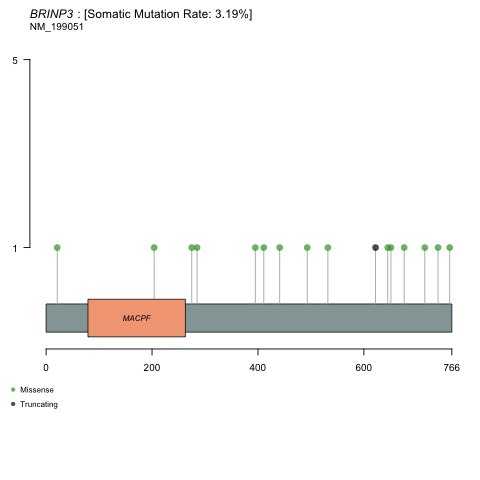 BRINP3 : [Somatic Mutation Rate: 3.19%]
NM_199051
5
1
MACPF
0 200 400 600 766
Missense
Truncating